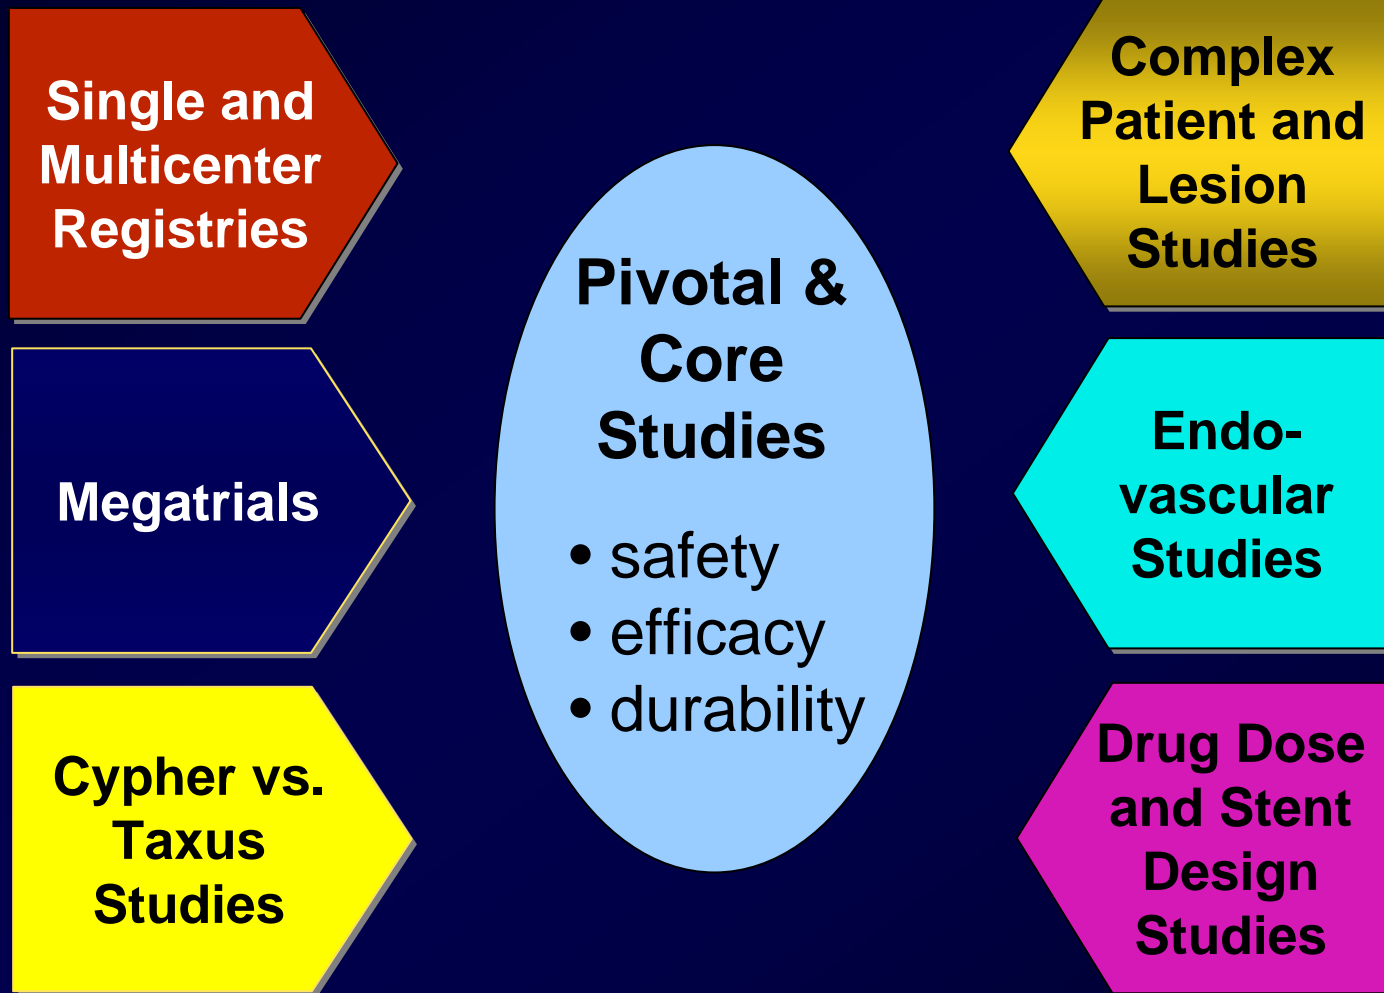 Single and
Multicenter
Registries
Megatrials
Cypher vs.
Taxus
Studies
Pivotal &
Core
Studies
• safety
• efficacy
• durability
Complex
Patient and
Lesion
Studies
Endo-
vascular
Studies
Drug Dose
and Stent
Design
Studies